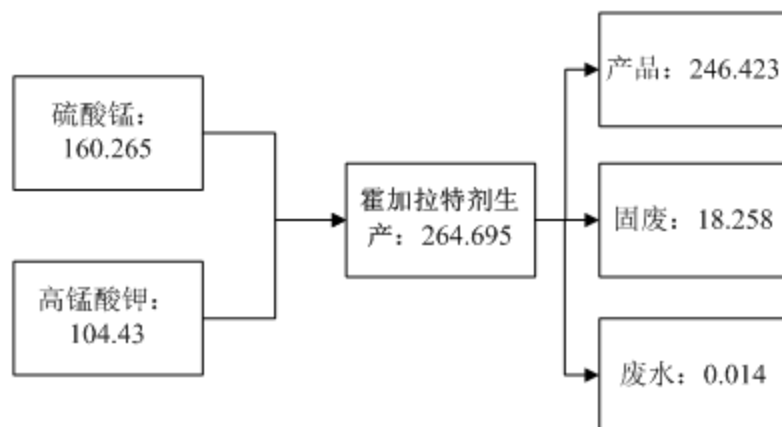 硫酸锰：
160.265
高锰酸钾：
104.43
霍加拉特剂生
产：264.695
产品：246.423
固废：18.258
废水：0.014